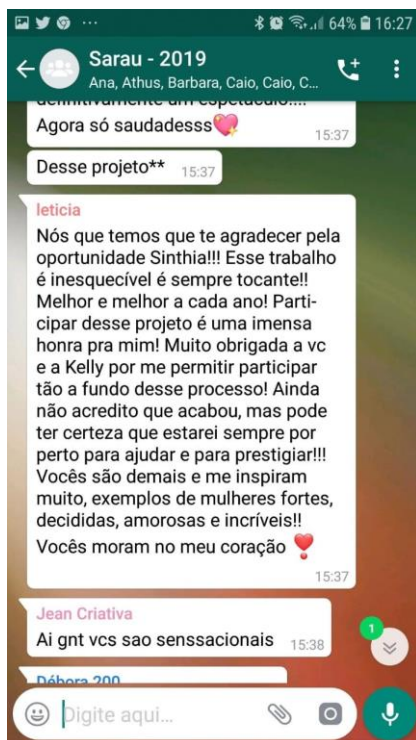 64% 16:27
Sarau - 2019
Ana, Athus, Barbara, Caio, Caio, C...
definitivamente um espetáculo....
Agora só saudadesss
15:37
Desse projeto** 15:37
leticia
Nós que temos que te agradecer pela
oportunidade Sinthia!!! Esse trabalho
é inesquecível é sempre tocante!!
Melhor e melhor a cada ano! Parti-
cipar desse projeto é uma imensa
honra pra mim! Muito obrigada a vc
e a Kelly por me permitir participar
tão a fundo desse processo! Ainda
não acredito que acabou, mas pode
ter certeza que estarei sempre por
perto para ajudar e para prestigiar!!!
Vocês são demais e me inspiram
muito, exemplos de mulheres fortes,
decididas, amorosas e incríveis!!
Vocês moram no meu coração
15:37
Jean Criativa
Ai gnt vcs sao senssacionais 15:38
1
Débora 200
Digite aqui...